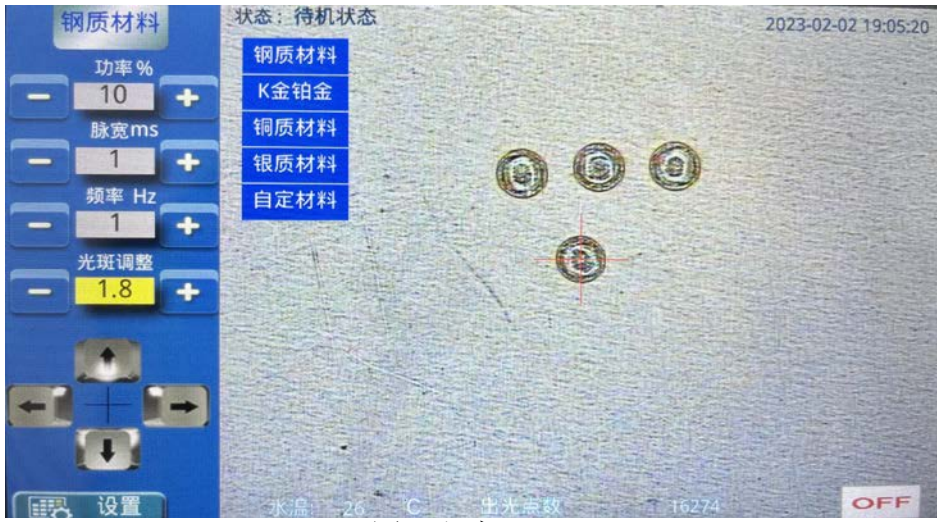 钢质材料
功率%
10
脉宽ms
1
频率 Hz
1
光斑调整
1.8
设置
状态: 待机状态
2023-02-02 19:05:20
钢质材料
K金铂金
铜质材料
银质材料
自定材料
水温: 26 ℃ 出光点数 16274
OFF